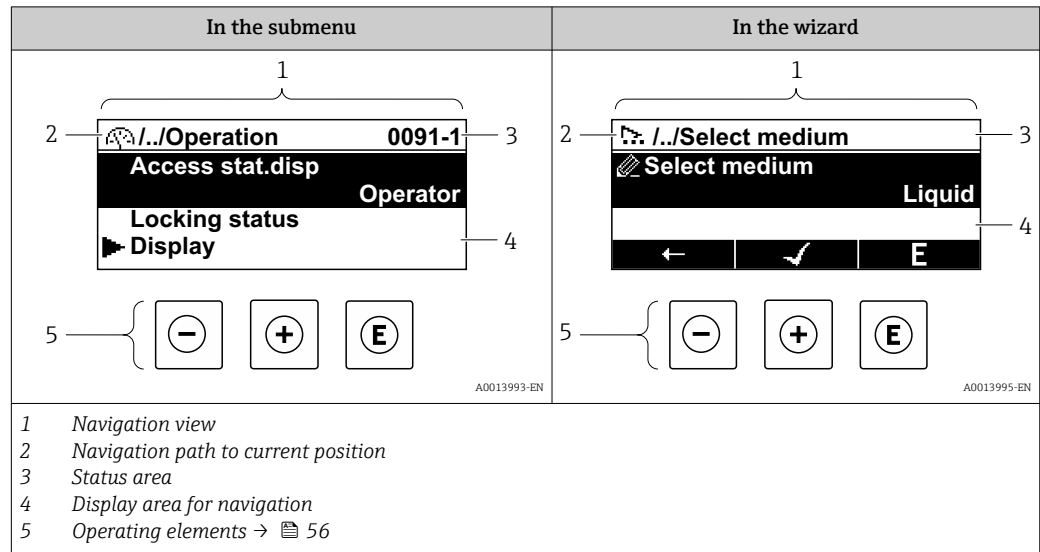 In the submenu
In the wizard
1
2
/../Operation 0091-1
3
Access stat.disp
Operator
Locking status
Display
4
5
- + E
A0013993-EN
1
2
/../Select medium
3
Select medium
Liquid
4
← ✓ E
5
- + E
A0013995-EN
1 Navigation view
2 Navigation path to current position
3 Status area
4 Display area for navigation
5 Operating elements → 56